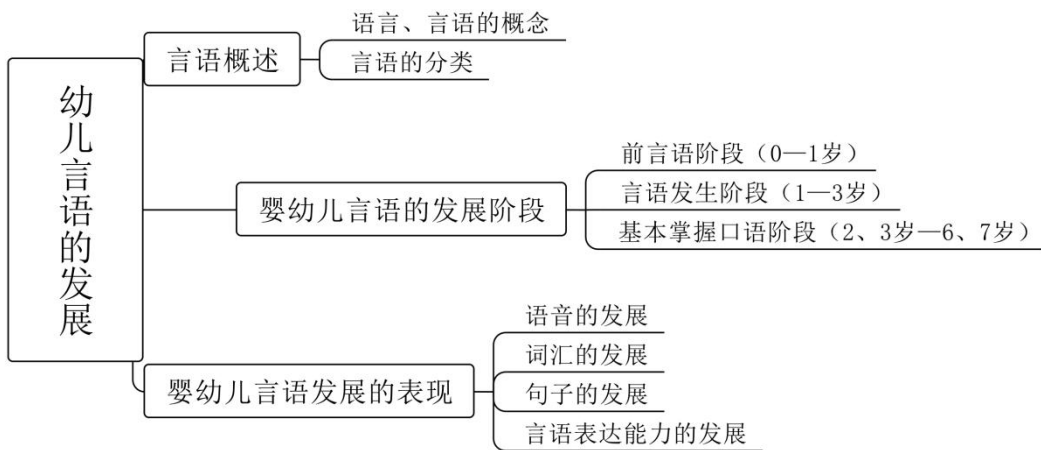 幼儿言语的发展
言语概述
语言、言语的概念
言语的分类
婴幼儿言语的发展阶段
前言语阶段（0—1岁）
言语发生阶段（1—3岁）
基本掌握口语阶段（2、3岁—6、7岁）
婴幼儿言语发展的表现
语音的发展
词汇的发展
句子的发展
言语表达能力的发展